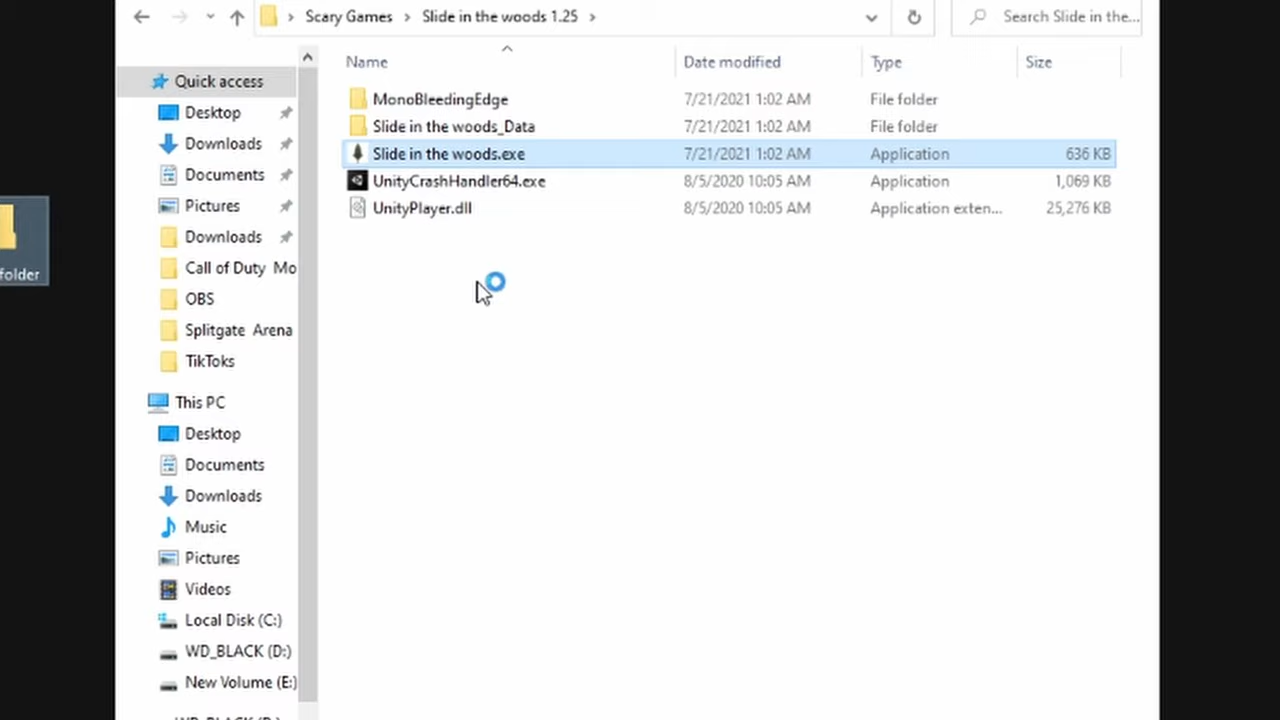 Scary Games
Slide in the woods 1.25
Search Slide in the...
Name
Date modified
Type
Size
Quick access
Desktop
Downloads
Documents
Pictures
Downloads
Call of Duty Mo
OBS
Splitgate Arena
TikToks
This PC
Desktop
Documents
Downloads
Music
Pictures
Videos
Local Disk (C:)
WD_BLACK (D:)
New Volume (E:)
MonoBleedingEdge 7/21/2021 1:02 AM File folder
Slide in the woods_Data 7/21/2021 1:02 AM File folder
Slide in the woods.exe 7/21/2021 1:02 AM Application 636 KB
UnityCrashHandler64.exe 8/5/2020 10:05 AM Application 1,069 KB
UnityPlayer.dll 8/5/2020 10:05 AM Application exten... 25,276 KB
folder